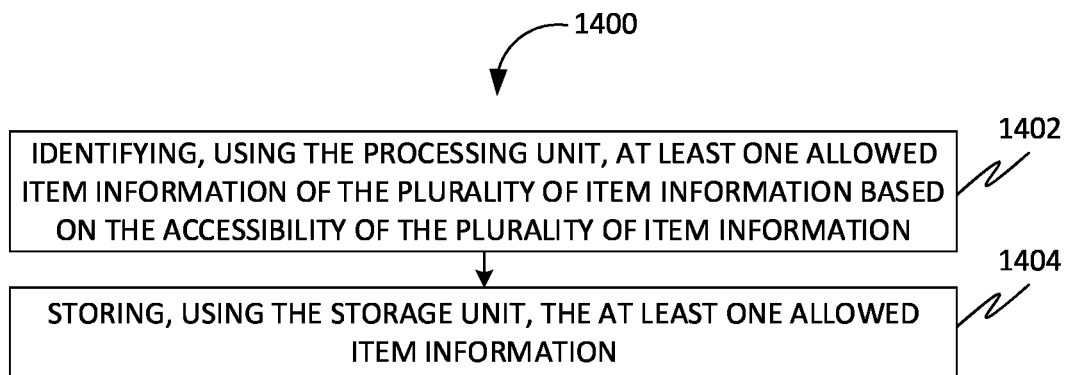 1400
1402
IDENTIFYING, USING THE PROCESSING UNIT, AT LEAST ONE ALLOWED
ITEM INFORMATION OF THE PLURALITY OF ITEM INFORMATION BASED
ON THE ACCESSIBILITY OF THE PLURALITY OF ITEM INFORMATION
1404
STORING, USING THE STORAGE UNIT, THE AT LEAST ONE ALLOWED
ITEM INFORMATION